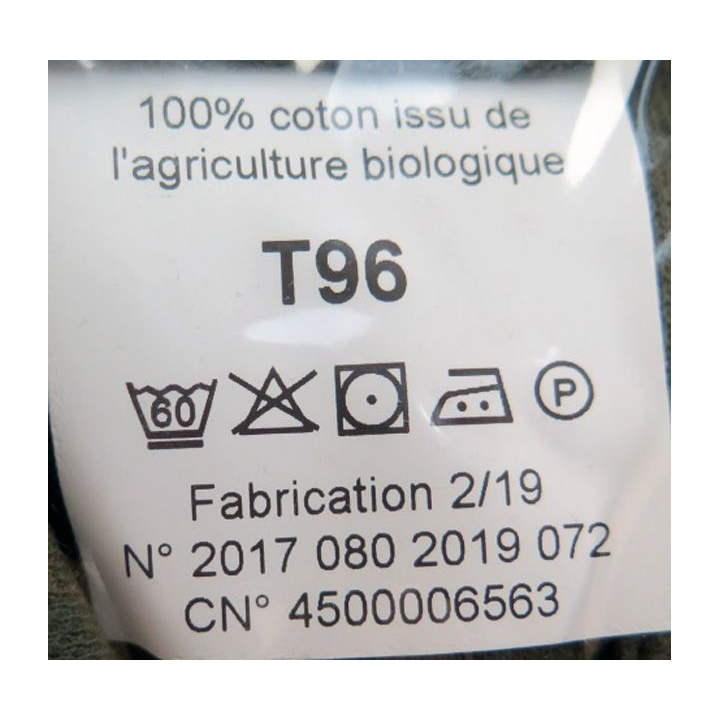 100% coton issu de
l'agriculture biologique
T96
60 P
Fabrication 2/19
N° 2017 080 2019 072
CN° 4500006563